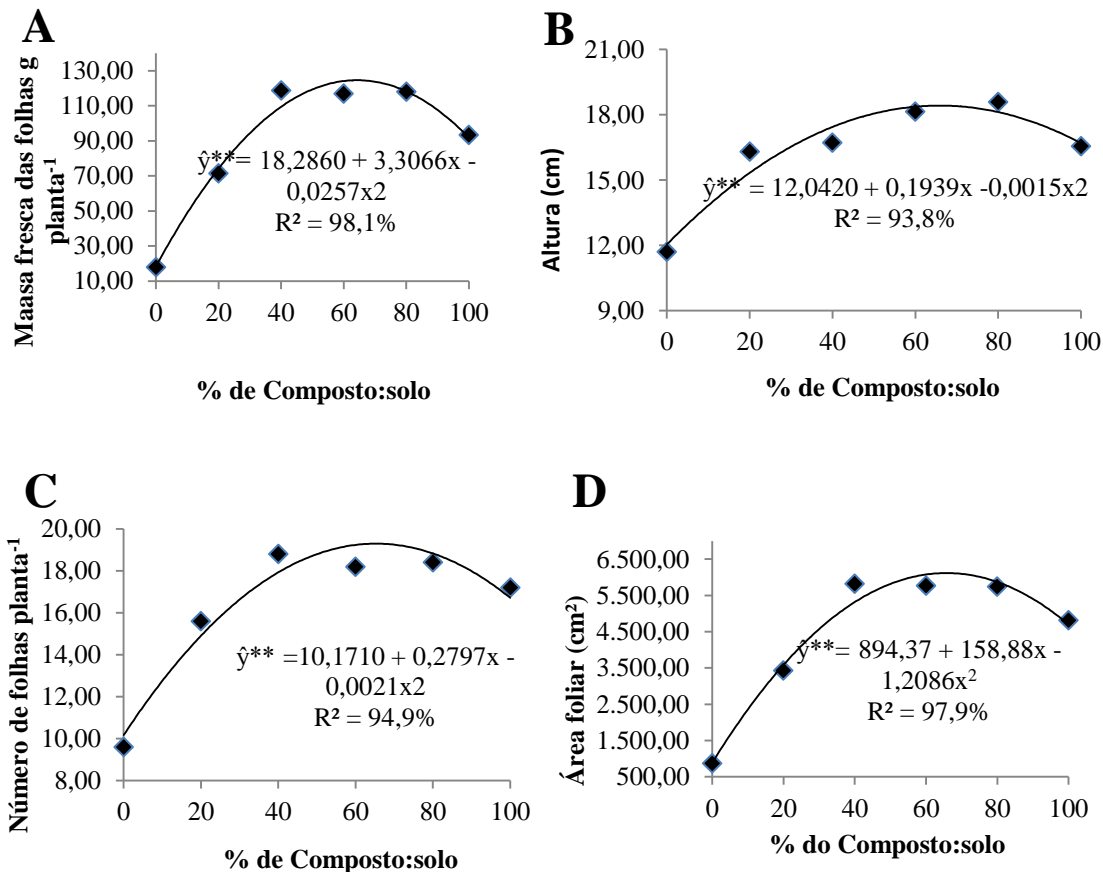 A
Maasa fresca das folhas g
planta-1
130,00
110,00
90,00
70,00
50,00
30,00
10,00
ŷ**= 18,2860 + 3,3066x -
0,0257x2
R² = 98,1%
0 20 40 60 80 100
% de Composto:solo
B
Altura (cm)
21,00
18,00
15,00
12,00
9,00
ŷ** = 12,0420 + 0,1939x -0,0015x2
R² = 93,8%
0 20 40 60 80 100
% de Composto:solo
C
Número de folhas planta-1
20,00
18,00
16,00
14,00
12,00
10,00
8,00
ŷ** =10,1710 + 0,2797x -
0,0021x2
R² = 94,9%
0 20 40 60 80 100
% de Composto:solo
D
Área foliar (cm²)
6.500,00
5.500,00
4.500,00
3.500,00
2.500,00
1.500,00
500,00
ŷ**= 894,37 + 158,88x -
1,2086x²
R² = 97,9%
0 20 40 60 80 100
% do Composto:solo